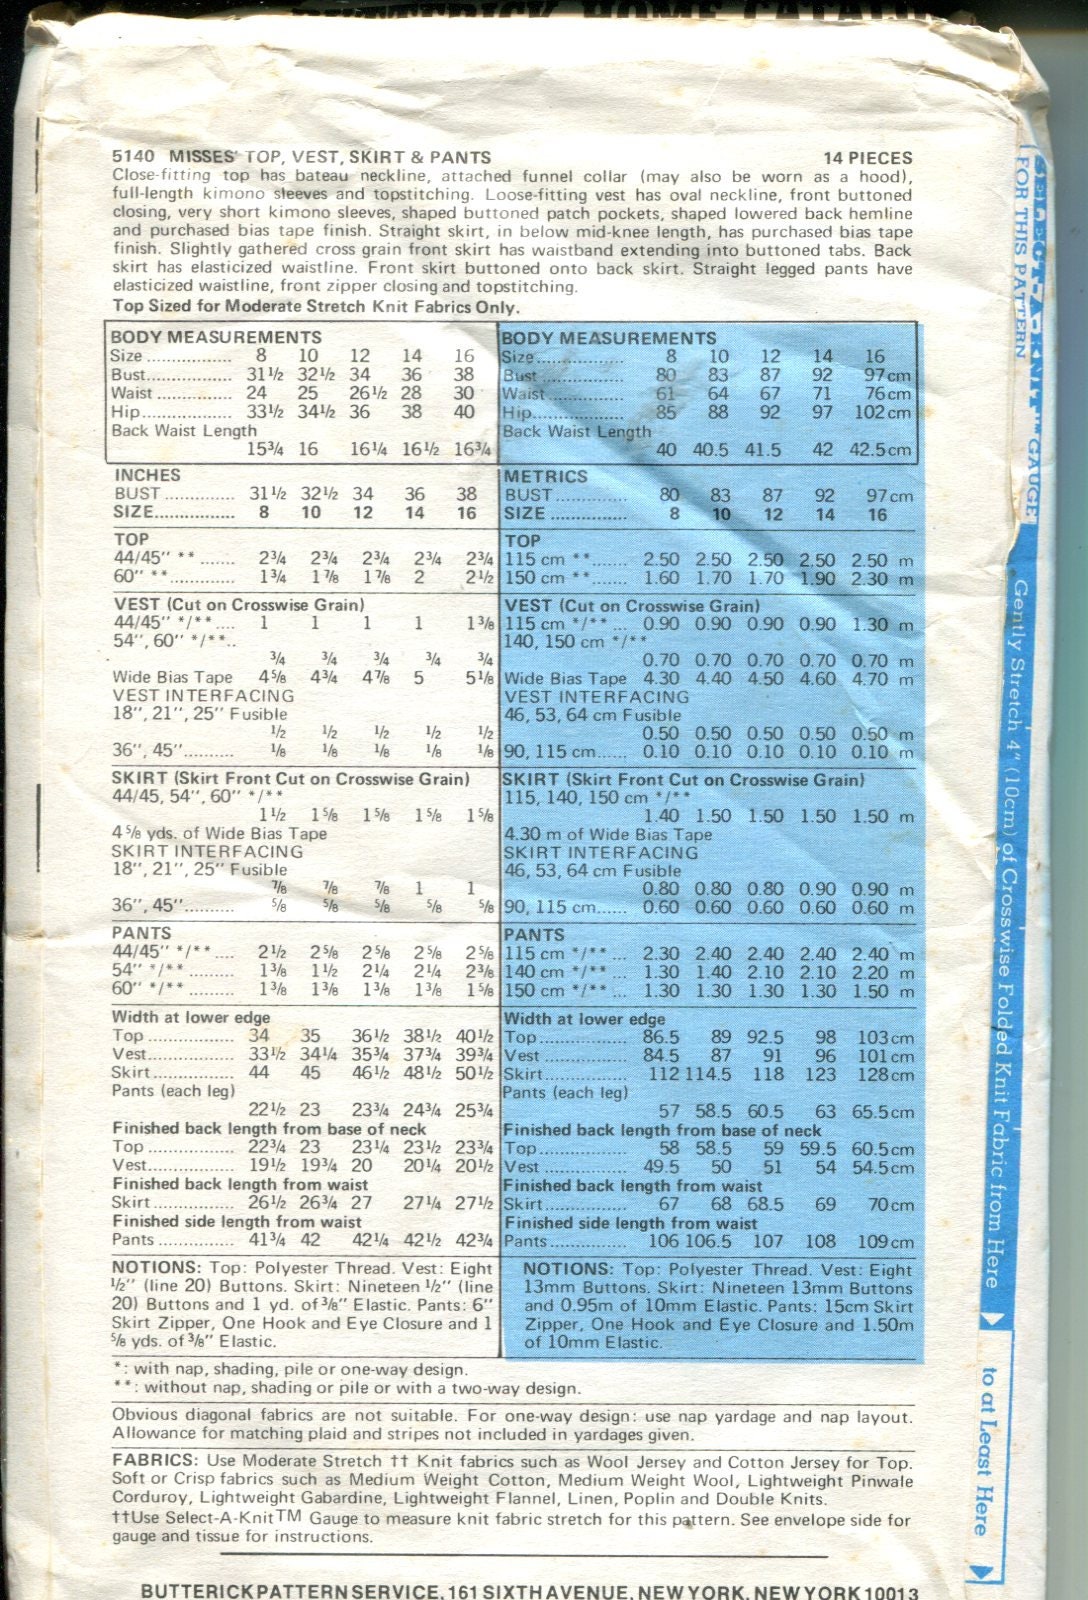 BUTTERICK HOME CATALOG
5140 MISSES' TOP, VEST, SKIRT & PANTS 14 PIECES
Close-fitting top has bateau neckline, attached funnel collar (may also be worn as a hood),
full-length kimono sleeves and topstitching. Loose-fitting vest has oval neckline, front buttoned
closing, very short kimono sleeves, shaped buttoned patch pockets, shaped lowered back hemline
and purchased bias tape finish. Straight skirt, in below mid-knee length, has purchased bias tape
finish. Slightly gathered cross grain front skirt has waistband extending into buttoned tabs. Back
skirt has elasticized waistline. Front skirt buttoned onto back skirt. Straight legged pants have
elasticized waistline, front zipper closing and topstitching.
Top Sized for Moderate Stretch Knit Fabrics Only.
BODY MEASUREMENTS
Size ................ 8 10 12 14 16
Bust................ 31½ 32½ 34 36 38
Waist .............. 24 25 26½ 28 30
Hip................. 33½ 34½ 36 38 40
Back Waist Length
15¾ 16 16¼ 16½ 16¾
INCHES
BUST ............. 31½ 32½ 34 36 38
SIZE................ 8 10 12 14 16
TOP
44/45" ** ....... 2¾ 2¾ 2¾ 2¾ 2¾
60" **............. 1¾ 1⅞ 1⅞ 2 2½
VEST (Cut on Crosswise Grain)
44/45" */** .... 1 1 1 1 1⅜
54", 60" */**..
¾ ¾ ¾ ¾ ¾
Wide Bias Tape 4⅝ 4¾ 4⅞ 5 5⅛
VEST INTERFACING
18", 21", 25" Fusible
½ ½ ½ ½ ½
36", 45".......... ⅛ ⅛ ⅛ ⅛ ⅛
SKIRT (Skirt Front Cut on Crosswise Grain)
44/45, 54", 60" */**
1½ 1⅝ 1⅝ 1⅝ 1⅝
4⅝ yds. of Wide Bias Tape
SKIRT INTERFACING
18", 21", 25" Fusible
⅞ ⅞ ⅞ 1 1
36", 45".......... ⅝ ⅝ ⅝ ⅝ ⅝
PANTS
44/45" */** .... 2½ 2⅝ 2⅝ 2⅝ 2⅝
54" */** ......... 1⅜ 1½ 2¼ 2¼ 2⅜
60" */** ......... 1⅜ 1⅜ 1⅜ 1⅜ 1⅝
Width at lower edge
Top ................ 34 35 36½ 38½ 40½
Vest................ 33½ 34¼ 35¾ 37¾ 39¾
Skirt............... 44 45 46½ 48½ 50½
Pants (each leg)
22½ 23 23¾ 24¾ 25¾
Finished back length from base of neck
Top ................ 22¾ 23 23¼ 23½ 23¾
Vest................ 19½ 19¾ 20 20¼ 20½
Finished back length from waist
Skirt ............... 26½ 26¾ 27 27¼ 27½
Finished side length from waist
Pants .............. 41¾ 42 42¼ 42½ 42¾
NOTIONS: Top: Polyester Thread. Vest: Eight
½" (line 20) Buttons. Skirt: Nineteen ½" (line
20) Buttons and 1 yd. of ⅜" Elastic. Pants: 6"
Skirt Zipper, One Hook and Eye Closure and 1
⅝ yds. of ⅜" Elastic.
BODY MEASUREMENTS
Size................ 8 10 12 14 16
Bust ............... 80 83 87 92 97cm
Waist.............. 61 64 67 71 76cm
Hip................. 85 88 92 97 102cm
Back Waist Length
40 40.5 41.5 42 42.5cm
METRICS
BUST ............. 80 83 87 92 97cm
SIZE ............... 8 10 12 14 16
TOP
115 cm **....... 2.50 2.50 2.50 2.50 2.50 m
150 cm **....... 1.60 1.70 1.70 1.90 2.30 m
VEST (Cut on Crosswise Grain)
115 cm */** ... 0.90 0.90 0.90 0.90 1.30 m
140, 150 cm */**
0.70 0.70 0.70 0.70 0.70 m
Wide Bias Tape 4.30 4.40 4.50 4.60 4.70 m
VEST INTERFACING
46, 53, 64 cm Fusible
0.50 0.50 0.50 0.50 0.50 m
90, 115 cm...... 0.10 0.10 0.10 0.10 0.10 m
SKIRT (Skirt Front Cut on Crosswise Grain)
115, 140, 150 cm */**
1.40 1.50 1.50 1.50 1.50 m
4.30 m of Wide Bias Tape
SKIRT INTERFACING
46, 53, 64 cm Fusible
0.80 0.80 0.80 0.90 0.90 m
90, 115 cm...... 0.60 0.60 0.60 0.60 0.60 m
PANTS
115 cm */** ... 2.30 2.40 2.40 2.40 2.40 m
140 cm */** ... 1.30 1.40 2.10 2.10 2.20 m
150 cm */** ... 1.30 1.30 1.30 1.30 1.50 m
Width at lower edge
Top................. 86.5 89 92.5 98 103cm
Vest ............... 84.5 87 91 96 101cm
Skirt............... 112 114.5 118 123 128cm
Pants (each leg)
57 58.5 60.5 63 65.5cm
Finished back length from base of neck
Top................. 58 58.5 59 59.5 60.5cm
Vest ............... 49.5 50 51 54 54.5cm
Finished back length from waist
Skirt............... 67 68 68.5 69 70cm
Finished side length from waist
Pants.............. 106 106.5 107 108 109cm
NOTIONS: Top: Polyester Thread. Vest: Eight
13mm Buttons. Skirt: Nineteen 13mm Buttons
and 0.95m of 10mm Elastic. Pants: 15cm Skirt
Zipper, One Hook and Eye Closure and 1.50m
of 10mm Elastic.
*: with nap, shading, pile or one-way design.
**: without nap, shading or pile or with a two-way design.
Obvious diagonal fabrics are not suitable. For one-way design: use nap yardage and nap layout.
Allowance for matching plaid and stripes not included in yardages given.
FABRICS: Use Moderate Stretch †† Knit fabrics such as Wool Jersey and Cotton Jersey for Top.
Soft or Crisp fabrics such as Medium Weight Cotton, Medium Weight Wool, Lightweight Pinwale
Corduroy, Lightweight Gabardine, Lightweight Flannel, Linen, Poplin and Double Knits.
††Use Select-A-Knit™ Gauge to measure knit fabric stretch for this pattern. See envelope side for
gauge and tissue for instructions.
BUTTERICK PATTERN SERVICE, 161 SIXTH AVENUE, NEW YORK, NEW YORK 10013
SELECT-A-KNIT™ GAUGE
FOR THIS PATTERN
Gently Stretch 4" (10cm) of Crosswise Folded Knit Fabric from Here
to at Least Here